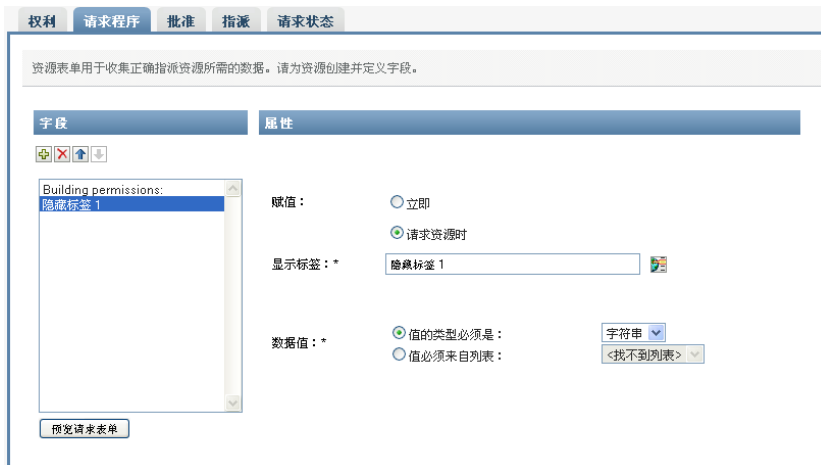 权利 请求程序 批准 指派 请求状态
资源表单用于收集正确指派资源所需的数据。请为资源创建并定义字段。
字段 属性
Building permissions:
隐藏标签 1
赋值： 立即
请求资源时
显示标签：* 隐藏标签 1
数据值：* 值的类型必须是： 字符串
值必须来自列表： <找不到列表>
预览请求表单